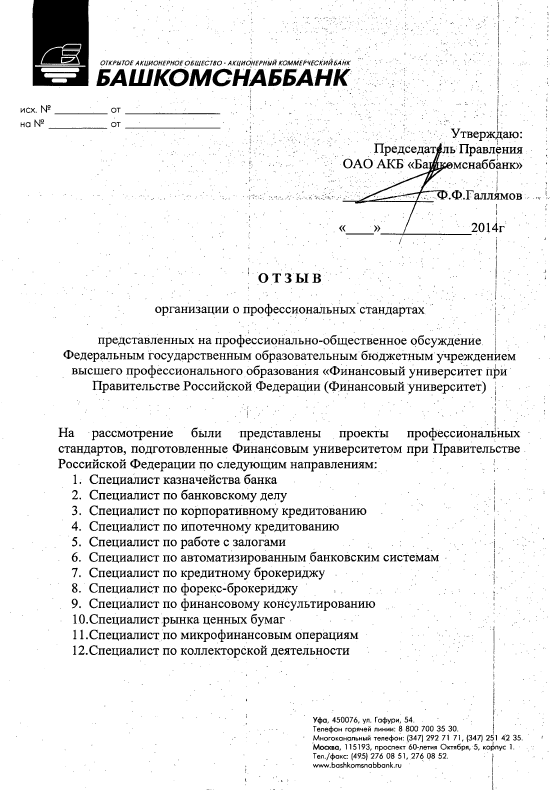 ОТКРЫТОЕ АКЦИОНЕРНОЕ ОБЩЕСТВО - АКЦИОНЕРНЫЙ КОММЕРЧЕСКИЙ БАНК
БАШКОМСНАББАНК
исх. № __________ от __________________
на № ___________ от __________________
Утверждаю:
Председатель Правления
ОАО АКБ «Башкомснаббанк»
______________ Ф.Ф.Галлямов
«____»______________2014г
О Т З Ы В
организации о профессиональных стандартах
представленных на профессионально-общественное обсуждение
Федеральным государственным образовательным бюджетным учреждением
высшего профессионального образования «Финансовый университет при
Правительстве Российской Федерации (Финансовый университет)
На рассмотрение были представлены проекты профессиональных
стандартов, подготовленные Финансовым университетом при Правительстве
Российской Федерации по следующим направлениям:
1. Специалист казначейства банка
2. Специалист по банковскому делу
3. Специалист по корпоративному кредитованию
4. Специалист по ипотечному кредитованию
5. Специалист по работе с залогами
6. Специалист по автоматизированным банковским системам
7. Специалист по кредитному брокериджу
8. Специалист по форекс-брокериджу
9. Специалист по финансовому консультированию
10.Специалист рынка ценных бумаг
11.Специалист по микрофинансовым операциям
12.Специалист по коллекторской деятельности
Уфа, 450076, ул. Гафури, 54.
Телефон горячей линии: 8 800 700 35 30.
Многоканальный телефон: (347) 292 71 71, (347) 251 42 35.
Москва, 115193, проспект 60-летия Октября, 5, корпус 1.
Тел./факс: (495) 276 08 51, 276 08 52.
www.bashkomsnabbank.ru